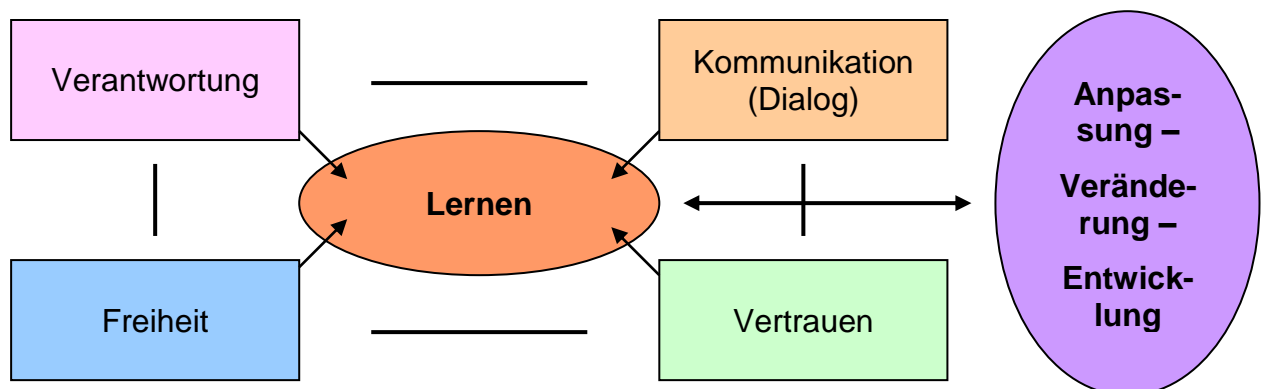 Verantwortung
Kommunikation
(Dialog)
Lernen
Freiheit
Vertrauen
Anpas-
sung –
Verände-
rung –
Entwick-
lung